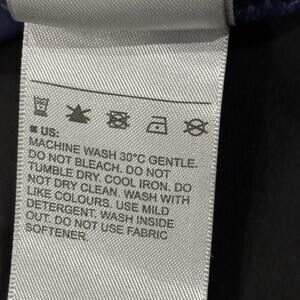 ■ US:
MACHINE WASH 30°C GENTLE.
DO NOT BLEACH. DO NOT
TUMBLE DRY. COOL IRON. DO
NOT DRY CLEAN. WASH WITH
LIKE COLOURS. USE MILD
DETERGENT. WASH INSIDE
OUT. DO NOT USE FABRIC
SOFTENER.